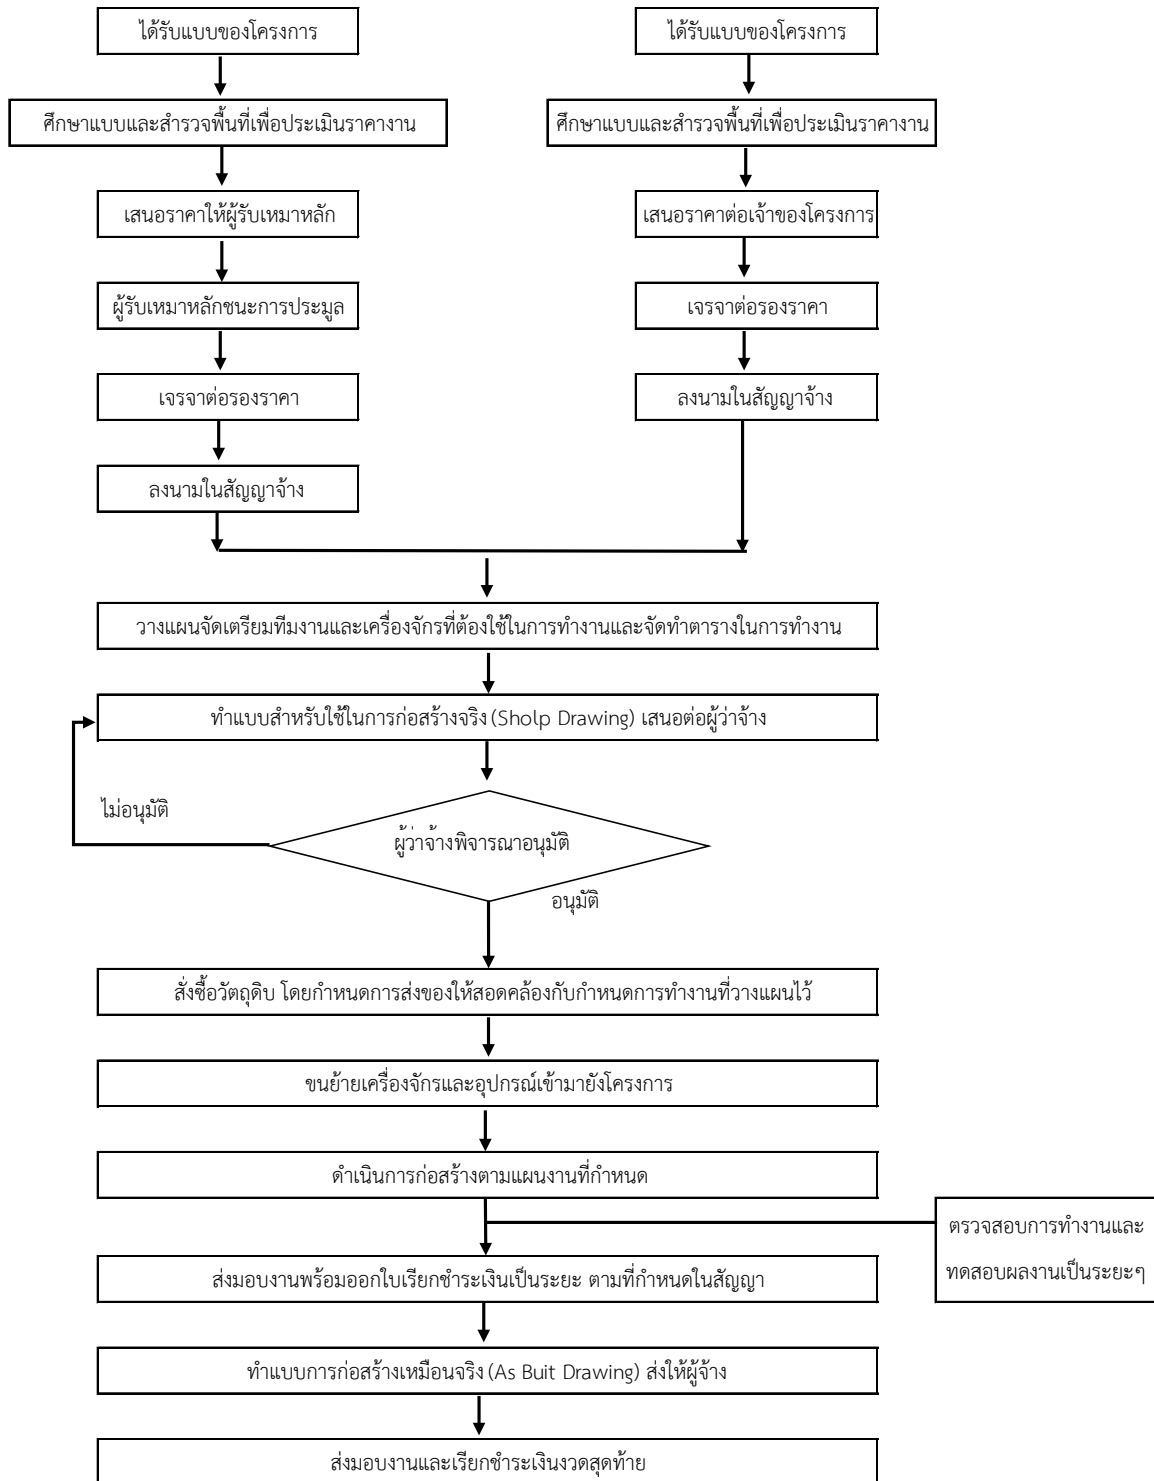 ได้รับแบบของโครงการ
ได้รับแบบของโครงการ
ศึกษาแบบและสำรวจพื้นที่เพื่อประเมินราคางาน
ศึกษาแบบและสำรวจพื้นที่เพื่อประเมินราคางาน
เสนอราคาให้ผู้รับเหมาหลัก
เสนอราคาต่อเจ้าของโครงการ
ผู้รับเหมาหลักชนะการประมูล
เจรจาต่อรองราคา
เจรจาต่อรองราคา
ลงนามในสัญญาจ้าง
ลงนามในสัญญาจ้าง
วางแผนจัดเตรียมทีมงานและเครื่องจักรที่ต้องใช้ในการทำงานและจัดทำตารางในการทำงาน
ทำแบบสำหรับใช้ในการก่อสร้างจริง (Sholp Drawing) เสนอต่อผู้ว่าจ้าง
ไม่อนุมัติ
ผู้ว่าจ้างพิจารณาอนุมัติ
อนุมัติ
สั่งซื้อวัตถุดิบ โดยกำหนดการส่งของให้สอดคล้องกับกำหนดการทำงานที่วางแผนไว้
ขนย้ายเครื่องจักรและอุปกรณ์เข้ามายังโครงการ
ดำเนินการก่อสร้างตามแผนงานที่กำหนด
ตรวจสอบการทำงานและ
ทดสอบผลงานเป็นระยะๆ
ส่งมอบงานพร้อมออกใบเรียกชำระเงินเป็นระยะ ตามที่กำหนดในสัญญา
ทำแบบการก่อสร้างเหมือนจริง (As Buit Drawing) ส่งให้ผู้จ้าง
ส่งมอบงานและเรียกชำระเงินงวดสุดท้าย